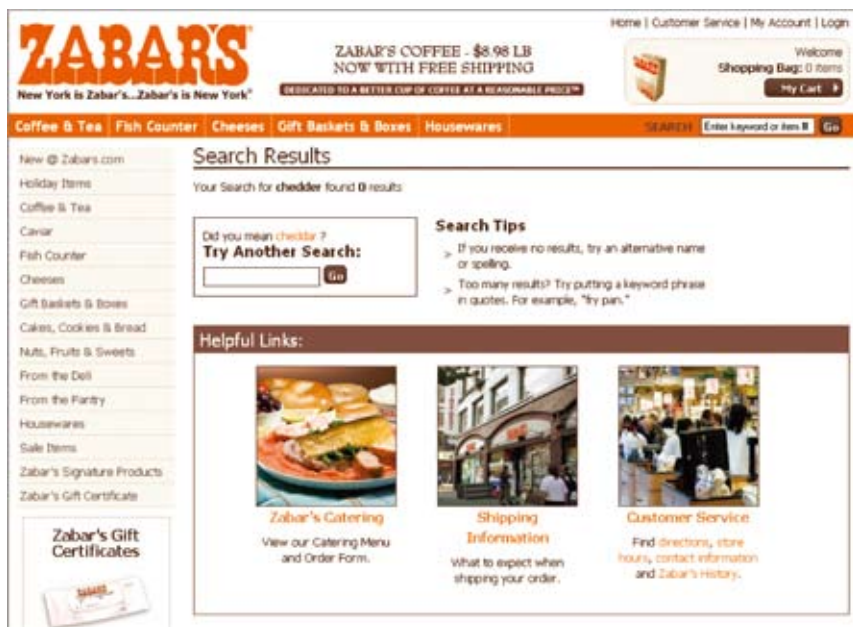 Home | Customer Service | My Account | Login
ZABAR'S
New York is Zabar's...Zabar's is New York®
ZABAR'S COFFEE - $8.98 LB
NOW WITH FREE SHIPPING
DEDICATED TO A BETTER CUP OF COFFEE AT A REASONABLE PRICE™
Welcome
Shopping Bag: 0 items
My Cart
Coffee & Tea | Fish Counter | Cheeses | Gift Baskets & Boxes | Housewares
SEARCH Enter keyword or item # Go
New @ Zabars.com
Holiday Items
Coffee & Tea
Caviar
Fish Counter
Cheeses
Gift Baskets & Boxes
Cakes, Cookies & Bread
Nuts, Fruits & Sweets
From the Deli
From the Pantry
Housewares
Sale Items
Zabar's Signature Products
Zabar's Gift Certificate
Zabar's Gift
Certificates
Search Results
Your Search for chedder found 0 results
Did you mean cheddar ?
Try Another Search:
Go
Search Tips
> If you receive no results, try an alternative name
or spelling.
> Too many results? Try putting a keyword phrase
in quotes. For example, "fry pan."
Helpful Links:
Zabar's Catering
View our Catering Menu
and Order Form.
Shipping
Information
What to expect when
shipping your order.
Customer Service
Find directions, store
hours, contact information
and Zabar's History.